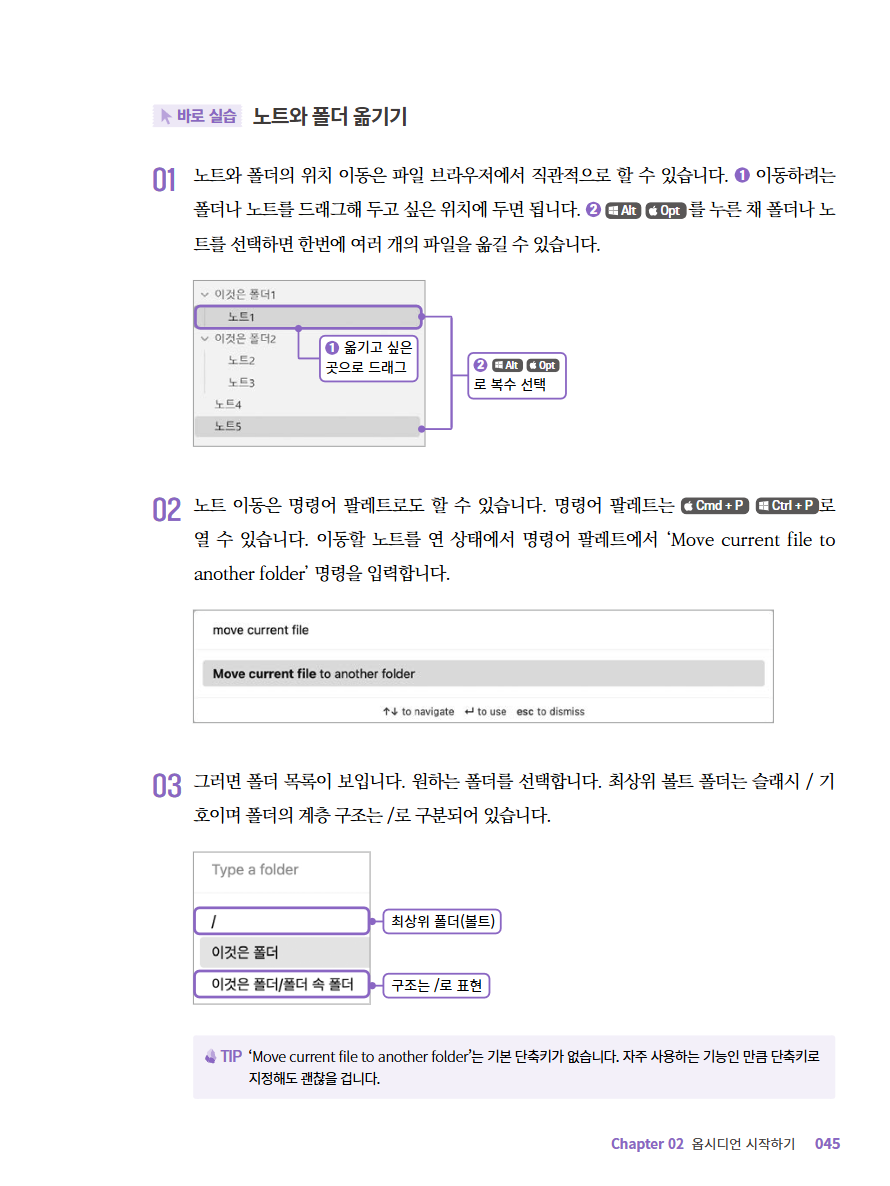 바로 실습 노트와 폴더 옮기기
01 노트와 폴더의 위치 이동은 파일 브라우저에서 직관적으로 할 수 있습니다. ❶ 이동하려는
폴더나 노트를 드래그해 두고 싶은 위치에 두면 됩니다. ❷ Alt Opt 를 누른 채 폴더나 노
트를 선택하면 한번에 여러 개의 파일을 옮길 수 있습니다.
이것은 폴더1
노트1
이것은 폴더2
노트2
노트3
노트4
노트5
❶ 옮기고 싶은
곳으로 드래그
❷ Alt Opt
로 복수 선택
02 노트 이동은 명령어 팔레트로도 할 수 있습니다. 명령어 팔레트는 Cmd + P Ctrl + P 로
열 수 있습니다. 이동할 노트를 연 상태에서 명령어 팔레트에서 ‘Move current file to
another folder’ 명령을 입력합니다.
move current file
Move current file to another folder
↑↓ to navigate ↵ to use esc to dismiss
03 그러면 폴더 목록이 보입니다. 원하는 폴더를 선택합니다. 최상위 볼트 폴더는 슬래시 / 기
호이며 폴더의 계층 구조는 /로 구분되어 있습니다.
Type a folder
/
이것은 폴더
이것은 폴더/폴더 속 폴더
최상위 폴더(볼트)
구조는 /로 표현
TIP ‘Move current file to another folder’는 기본 단축키가 없습니다. 자주 사용하는 기능인 만큼 단축키로
지정해도 괜찮을 겁니다.
Chapter 02 옵시디언 시작하기 045